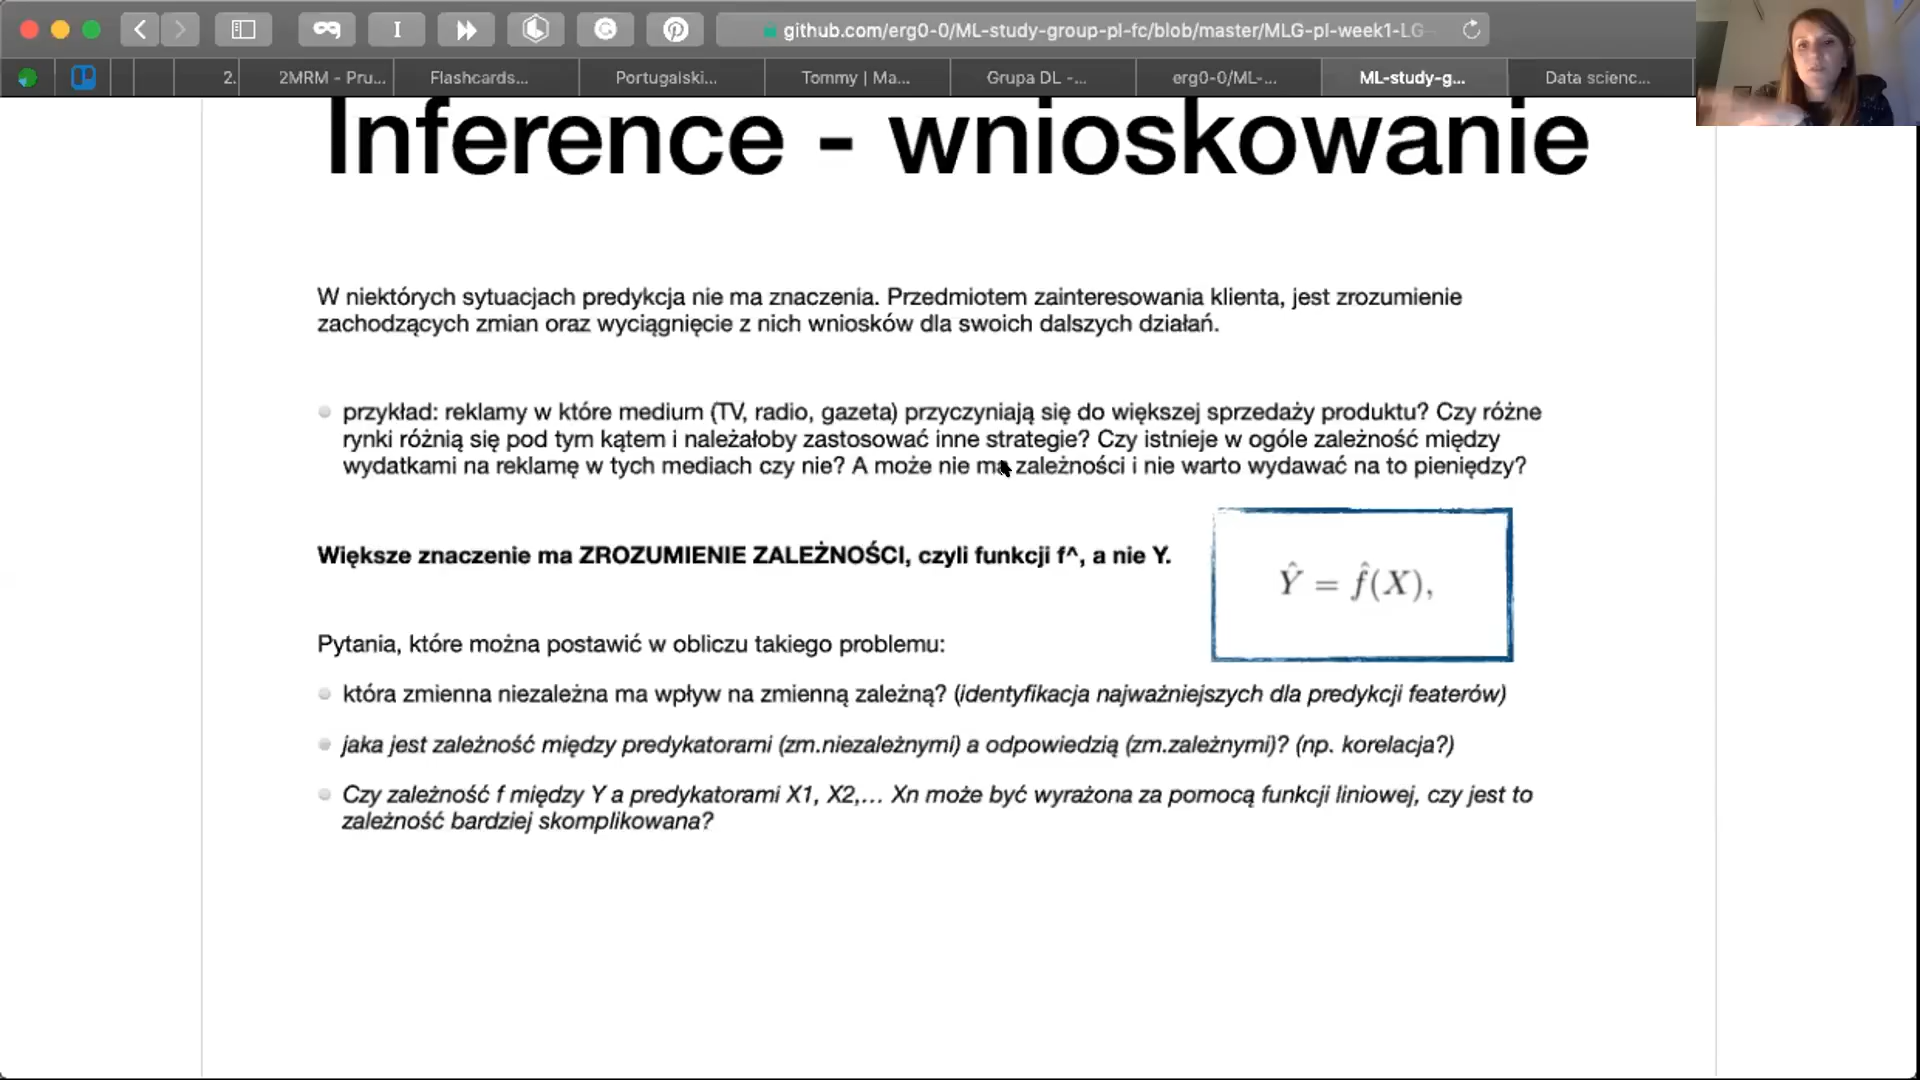 github.com/erg0-0/ML-study-group-pl-fc/blob/master/MLG-pl-week1-LG-
2. 2MRM - Pru... Flashcards... Portugalski... Tommy | Ma... Grupa DL -... erg0-0/ML-... ML-study-g... Data scienc...
Inference - wnioskowanie
W niektórych sytuacjach predykcja nie ma znaczenia. Przedmiotem zainteresowania klienta, jest zrozumienie
zachodzących zmian oraz wyciągnięcie z nich wniosków dla swoich dalszych działań.
przykład: reklamy w które medium (TV, radio, gazeta) przyczyniają się do większej sprzedaży produktu? Czy różne
rynki różnią się pod tym kątem i należałoby zastosować inne strategie? Czy istnieje w ogóle zależność między
wydatkami na reklamę w tych mediach czy nie? A może nie ma zależności i nie warto wydawać na to pieniędzy?
Większe znaczenie ma ZROZUMIENIE ZALEŻNOŚCI, czyli funkcji f^, a nie Y.
Ŷ = f̂(X),
Pytania, które można postawić w obliczu takiego problemu:
która zmienna niezależna ma wpływ na zmienną zależną? (identyfikacja najważniejszych dla predykcji featerów)
jaka jest zależność między predykatorami (zm.niezależnymi) a odpowiedzią (zm.zależnymi)? (np. korelacja?)
Czy zależność f między Y a predykatorami X1, X2,... Xn może być wyrażona za pomocą funkcji liniowej, czy jest to
zależność bardziej skomplikowana?